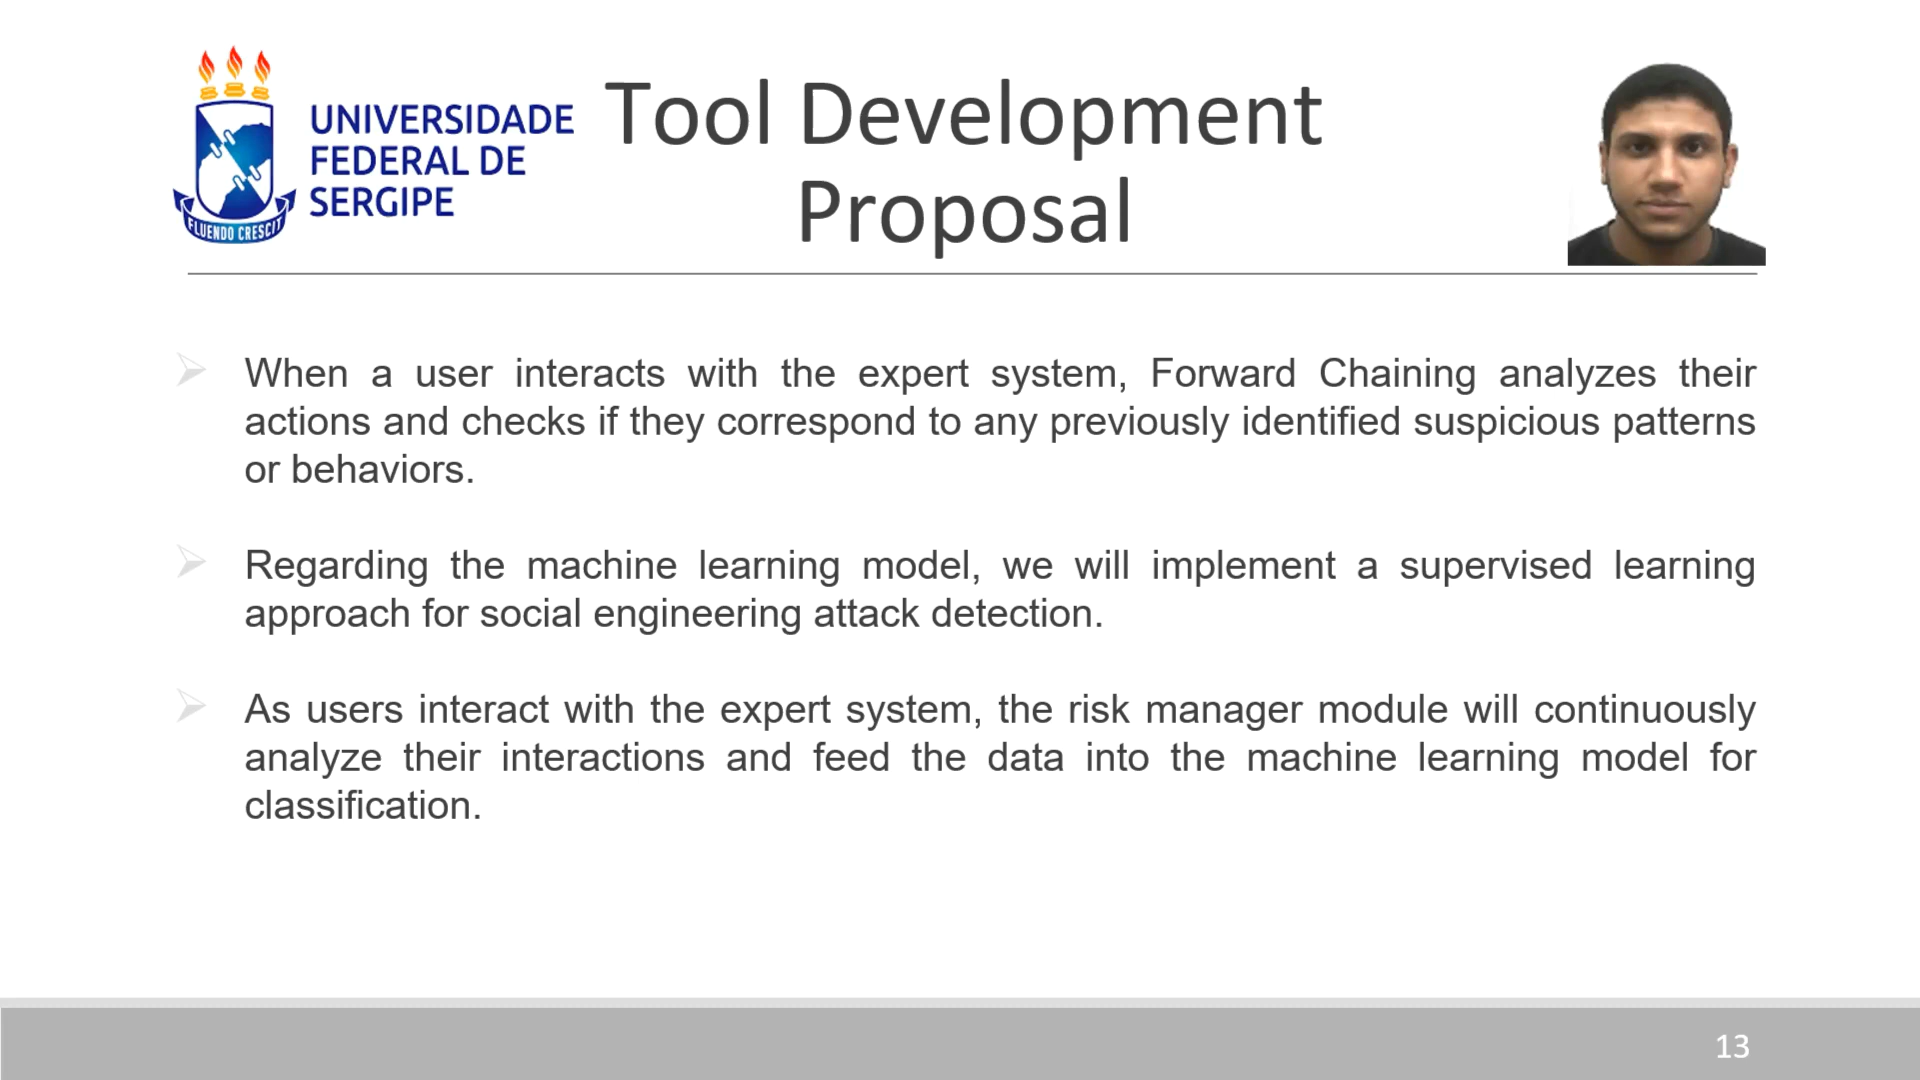 UNIVERSIDADE
FEDERAL DE
SERGIPE
FLUENDO CRESCIT
Tool Development
Proposal
When a user interacts with the expert system, Forward Chaining analyzes their
actions and checks if they correspond to any previously identified suspicious patterns
or behaviors.
Regarding the machine learning model, we will implement a supervised learning
approach for social engineering attack detection.
As users interact with the expert system, the risk manager module will continuously
analyze their interactions and feed the data into the machine learning model for
classification.
13